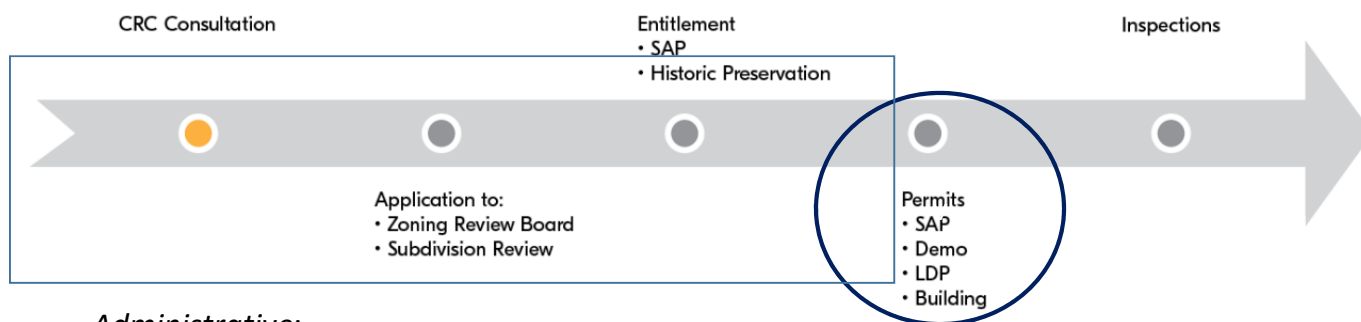 CRC Consultation
Entitlement
• SAP
• Historic Preservation
Inspections
Application to:
• Zoning Review Board
• Subdivision Review
Permits
• SAP
• Demo
• LDP
• Building
Administrative: